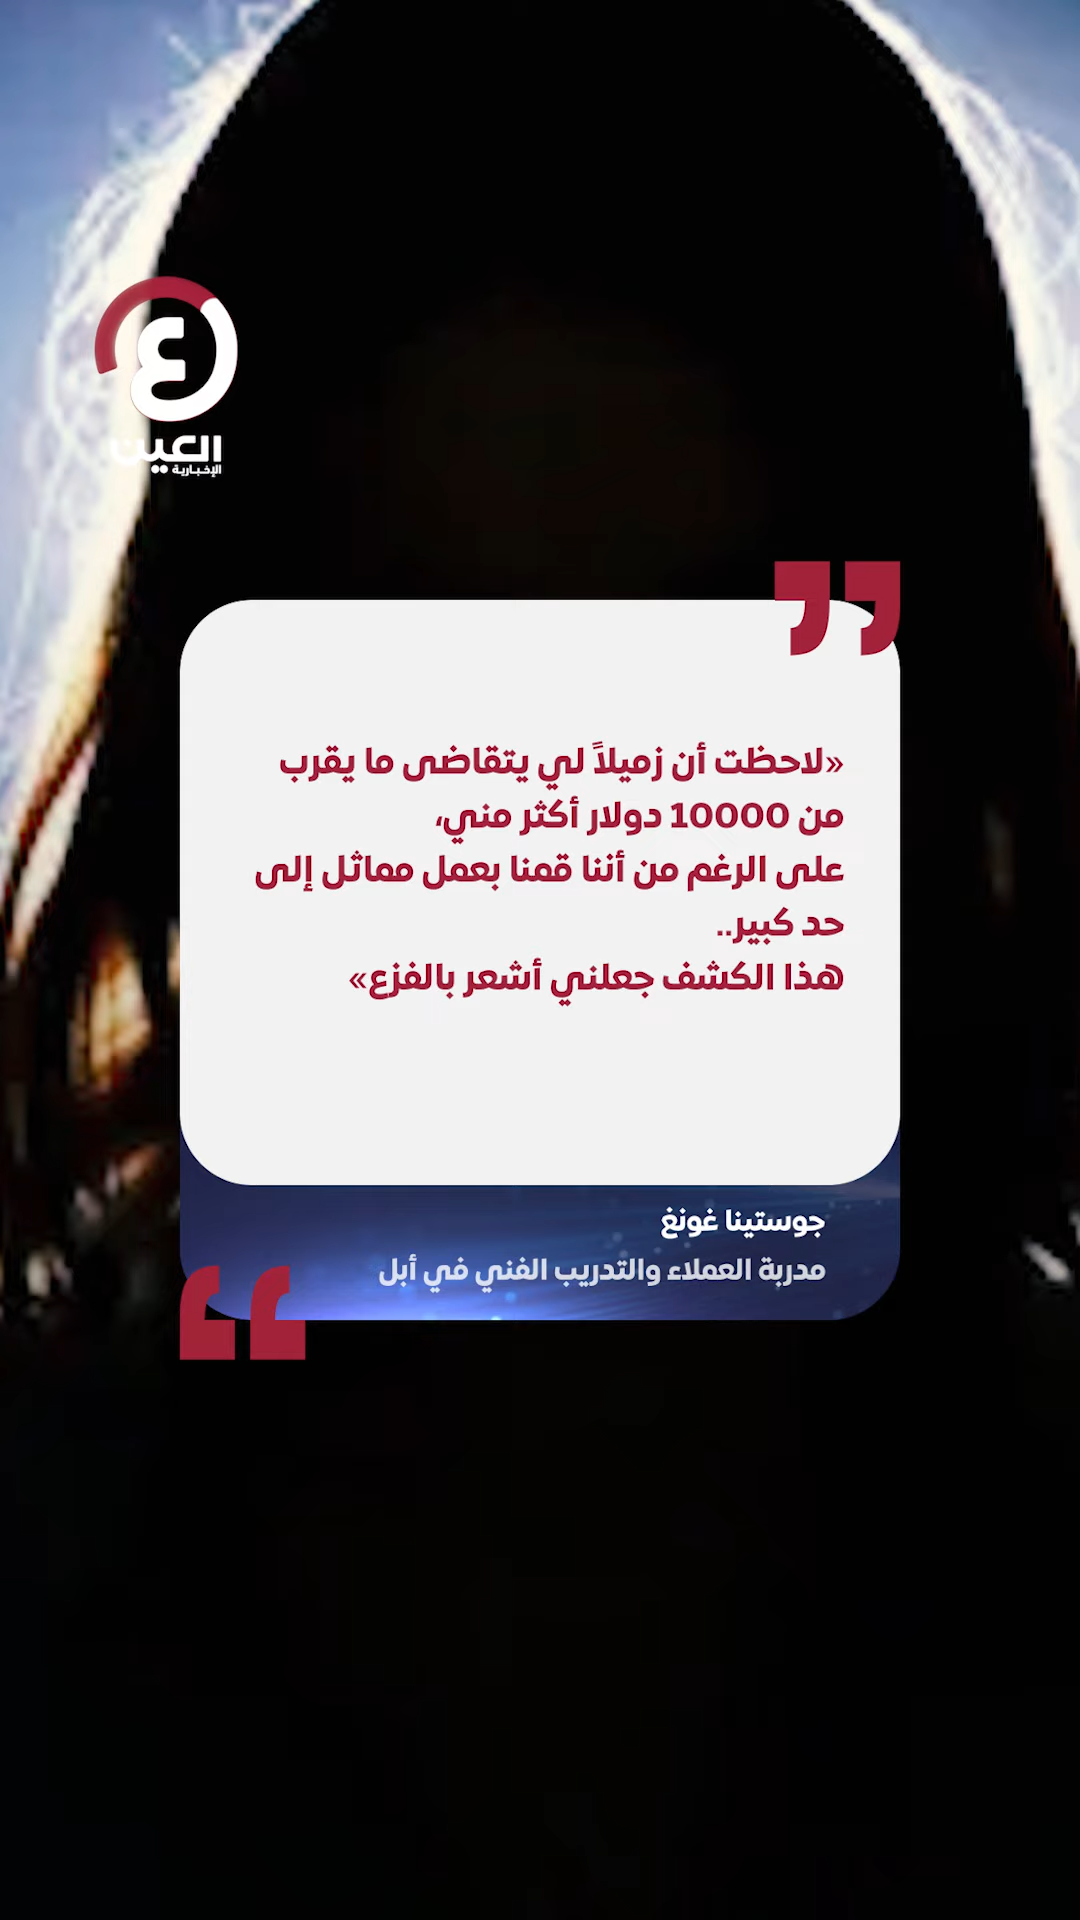 ع
العين
الإخبارية
«لاحظت أن زميلاً لي يتقاضى ما يقرب
من 10000 دولار أكثر مني،
على الرغم من أننا قمنا بعمل مماثل إلى
حد كبير..
هذا الكشف جعلني أشعر بالفزع»
جوستينا غونغ
مدربة العملاء والتدريب الفني في أبل